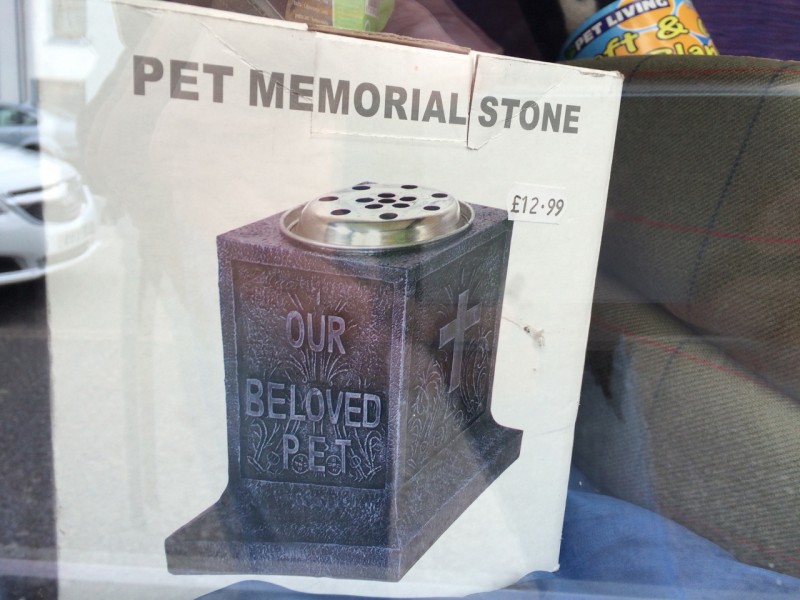 PET LIVING
PET MEMORIAL STONE
£12.99
OUR
BELOVED
PET